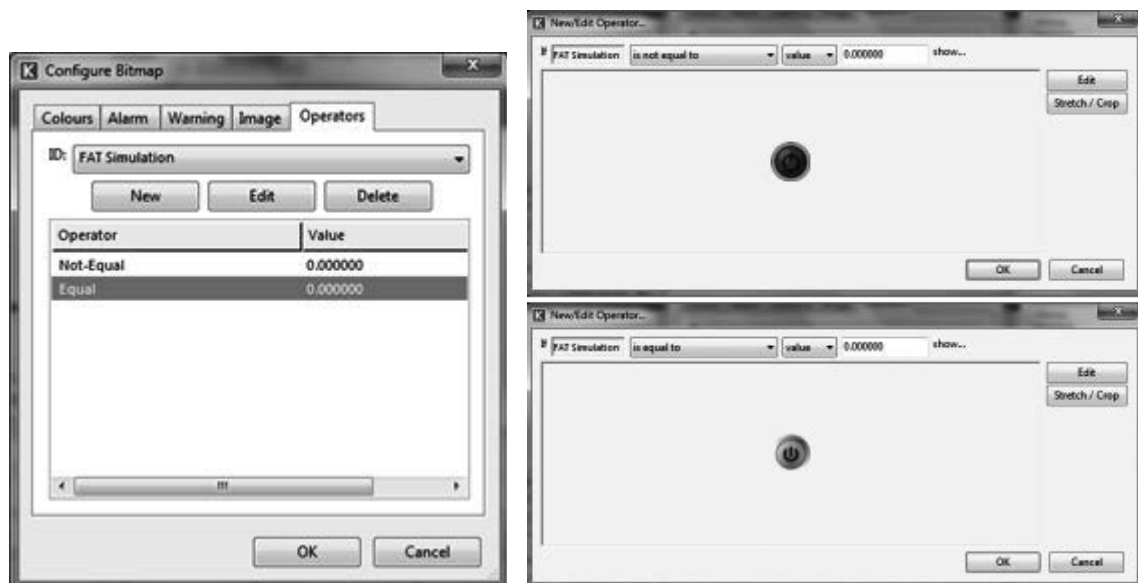 Configure Bitmap
Colours Alarm Warning Image Operators
ID: FAT Simulation
New Edit Delete
Operator Value
Not-Equal 0.000000
Equal 0.000000
OK Cancel
New/Edit Operator...
If FAT Simulation is not equal to value 0.000000 show...
Edit
Stretch / Crop
OK Cancel
New/Edit Operator...
If FAT Simulation is equal to value 0.000000 show...
Edit
Stretch / Crop
OK Cancel